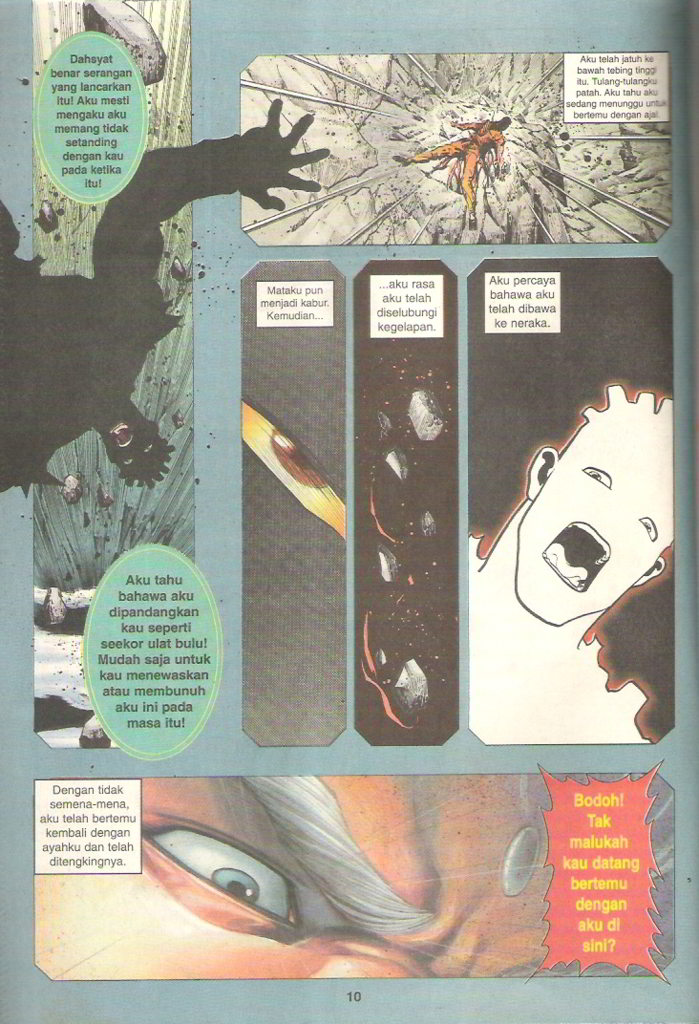 Dahsyat
benar serangan
yang lancarkan
itu! Aku mesti
mengaku aku
memang tidak
setanding
dengan kau
pada ketika
itu!
Aku telah jatuh ke
bawah tebing tinggi
itu. Tulang-tulangku
patah. Aku tahu aku
sedang menunggu untuk
bertemu dengan ajal.
Mataku pun
menjadi kabur.
Kemudian...
...aku rasa
aku telah
diselubungi
kegelapan.
Aku percaya
bahawa aku
telah dibawa
ke neraka.
Aku tahu
bahawa aku
dipandangkan
kau seperti
seekor ulat bulu!
Mudah saja untuk
kau menewaskan
atau membunuh
aku ini pada
masa itu!
Dengan tidak
semena-mena,
aku telah bertemu
kembali dengan
ayahku dan telah
ditengkingnya.
Bodoh!
Tak
malukah
kau datang
bertemu
dengan
aku di
sini?
10